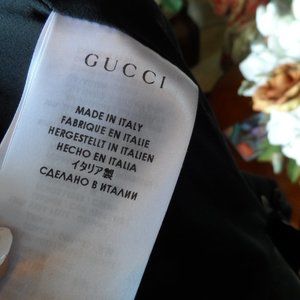 GUCCI
MADE IN ITALY
FABRIQUE EN ITALIE
HERGESTELLT IN ITALIEN
HECHO EN ITALIA
イタリア製
СДЕЛАНО В ИТАЛИИ